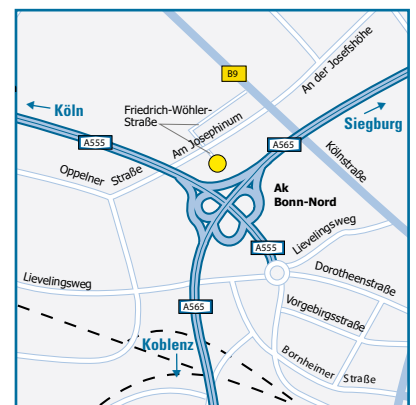 B9
An der Josefshöhe
Köln
Friedrich-Wöhler-
Straße
Siegburg
A555
Am Josephinum
A565
Kölnstraße
Oppelner Straße
Ak
Bonn-Nord
Lievelingsweg
A555
Lievelingsweg
Dorotheenstraße
A565
Vorgebirgsstraße
Koblenz
Bornheimer Straße